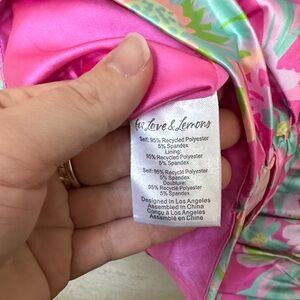 For Love & Lemons
Self: 95% Recycled Polyester
5% Spandex
Lining:
95% Recycled Polyester
5% Spandex
Self: 95% Recycle Polyester
5% Spandex
Doublure:
95% Recycle Polyester
5% Spandex
Designed In Los Angeles
Assembled In China
Conçu à Los Angeles
Assemblé en Chine